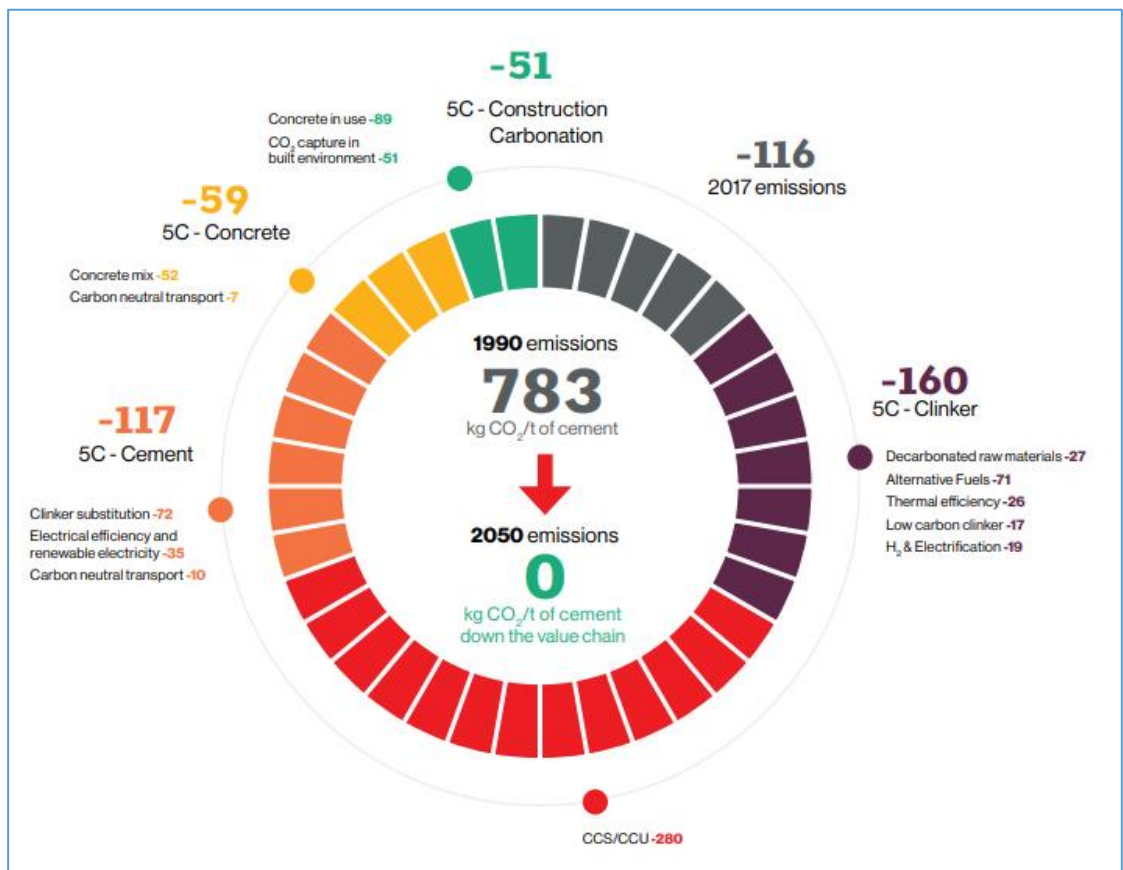 -51
5C - Construction
Carbonation
Concrete in use -89
CO₂ capture in
built environment -51
-116
2017 emissions
-59
5C - Concrete
Concrete mix -52
Carbon neutral transport -7
1990 emissions
783
kg CO₂/t of cement
2050 emissions
0
kg CO₂/t of cement
down the value chain
-160
5C - Clinker
Decarbonated raw materials -27
Alternative Fuels -71
Thermal efficiency -26
Low carbon clinker -17
H₂ & Electrification -19
-117
5C - Cement
Clinker substitution -72
Electrical efficiency and
renewable electricity -35
Carbon neutral transport -10
CCS/CCU -280